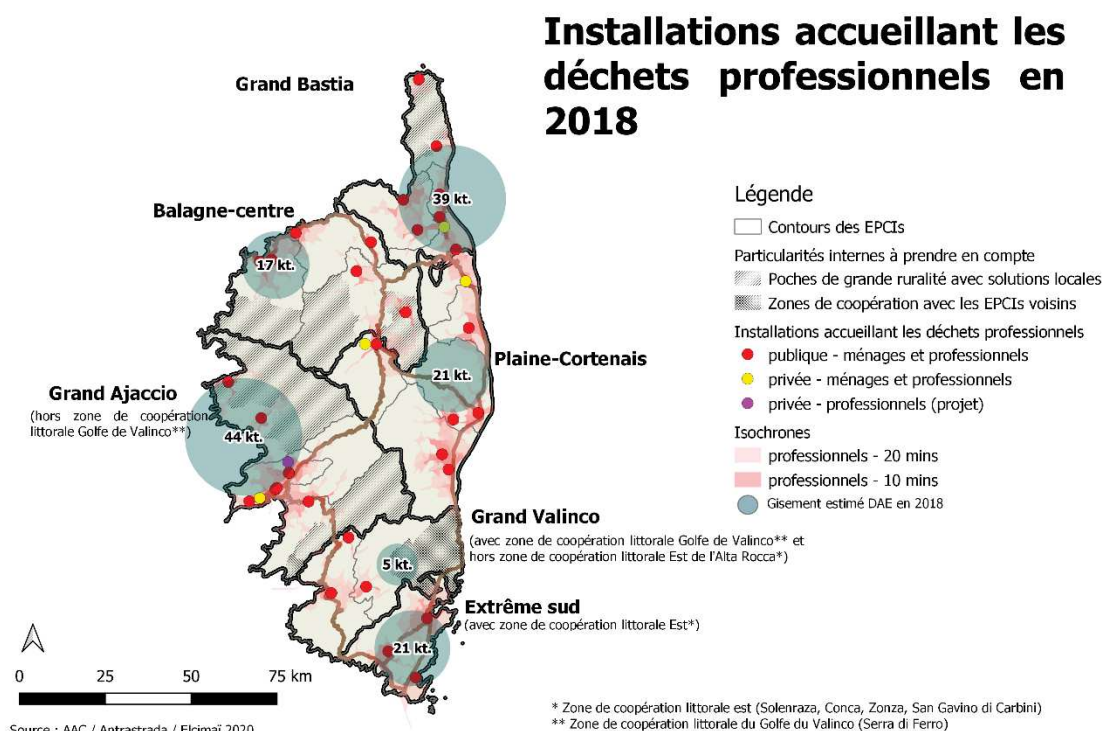 Installations accueillant les
déchets professionnels en
2018
Grand Bastia
39 kt.
Balagne-centre
17 kt.
Plaine-Cortenais
21 kt.
Grand Ajaccio
(hors zone de coopération
littorale Golfe de Valinco**)
44 kt.
Grand Valinco
(avec zone de coopération littorale Golfe de Valinco** et
hors zone de coopération littorale Est de l'Alta Rocca*)
5 kt.
Extrême sud
(avec zone de coopération littorale Est*)
21 kt.
Légende
Contours des EPCIs
Particularités internes à prendre en compte
Poches de grande ruralité avec solutions locales
Zones de coopération avec les EPCIs voisins
Installations accueillant les déchets professionnels
publique - ménages et professionnels
privée - ménages et professionnels
privée - professionnels (projet)
Isochrones
professionnels - 20 mins
professionnels - 10 mins
Gisement estimé DAE en 2018
0 25 50 75 km
* Zone de coopération littorale est (Solenraza, Conca, Zonza, San Gavino di Carbini)
** Zone de coopération littorale du Golfe du Valinco (Serra di Ferro)
Source : AAC / Antrastrada / Elcimaï 2020